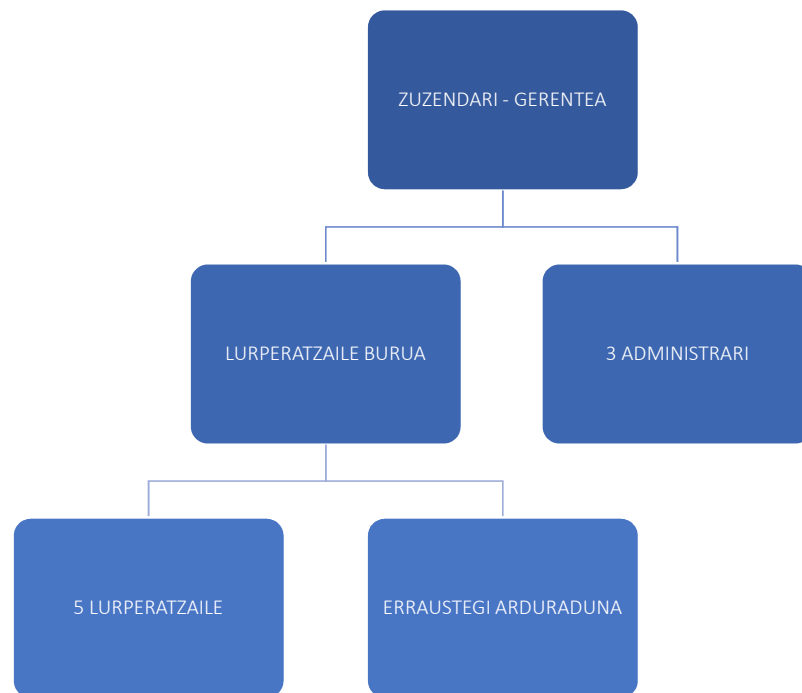 ZUZENDARI - GERENTEA
LURPERATZAILE BURUA
3 ADMINISTRARI
5 LURPERATZAILE
ERRAUSTEGI ARDURADUNA